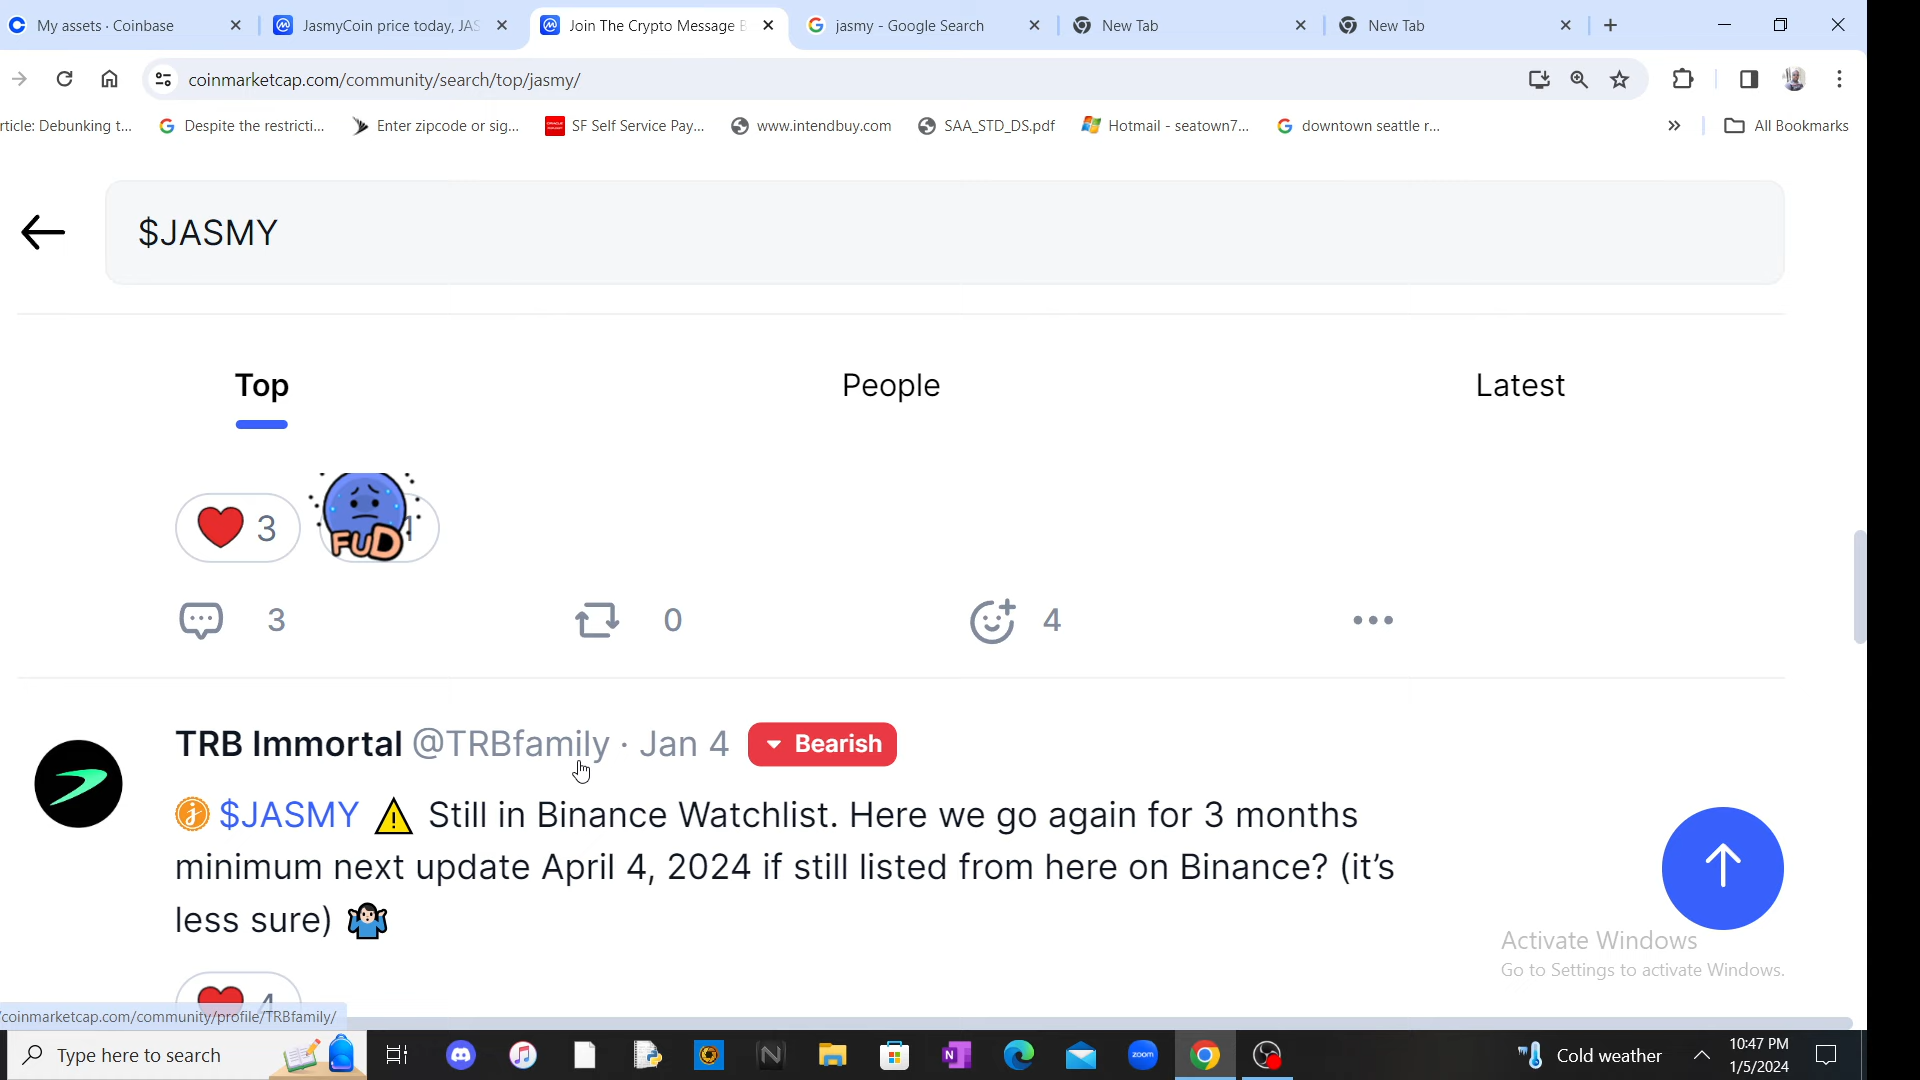 My assets · Coinbase
JasmyCoin price today, JAS
Join The Crypto Message B
jasmy - Google Search
New Tab
New Tab
coinmarketcap.com/community/search/top/jasmy/
rticle: Debunking t...
Despite the restricti...
Enter zipcode or sig...
SF Self Service Pay...
www.intendbuy.com
SAA_STD_DS.pdf
Hotmail - seatown7...
downtown seattle r...
All Bookmarks
$JASMY
Top
People
Latest
3
FUD
3
0
4
TRB Immortal @TRBfamily · Jan 4 Bearish
$JASMY ⚠ Still in Binance Watchlist. Here we go again for 3 months
minimum next update April 4, 2024 if still listed from here on Binance? (it's
less sure) 🤷🏻‍♂️
4
Activate Windows
Go to Settings to activate Windows.
coinmarketcap.com/community/profile/TRBfamily/
Type here to search
zoom
Cold weather
10:47 PM
1/5/2024